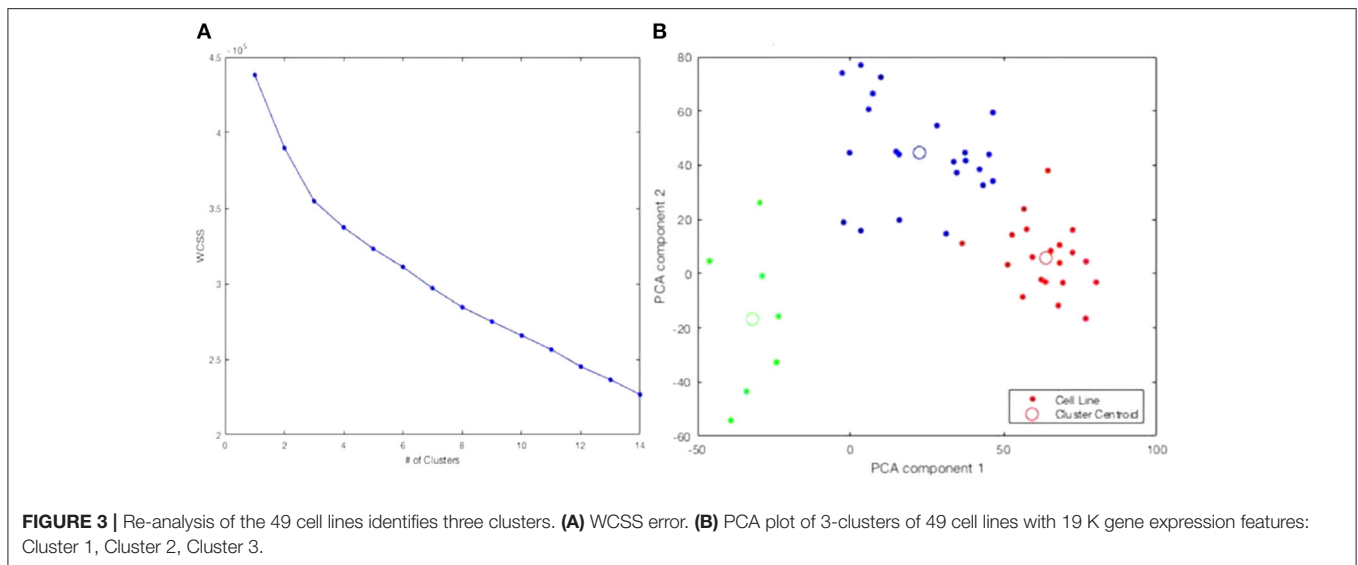 A
B
· 10⁵
4.5
4
3.5
3
2.5
2
0 2 4 6 8 10 12 14
WCSS
# of Clusters
80
60
40
20
0
-20
-40
-60
-50 0 50 100
PCA component 2
PCA component 1
Cell Line
Cluster Centroid
FIGURE 3 | Re-analysis of the 49 cell lines identifies three clusters. (A) WCSS error. (B) PCA plot of 3-clusters of 49 cell lines with 19 K gene expression features:
Cluster 1, Cluster 2, Cluster 3.